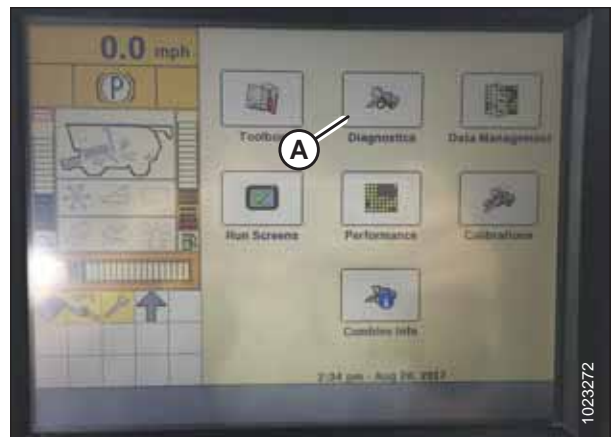 0.0 mph
(P)
Toolbox
Diagnostics
Data Management
A
Run Screens
Performance
Calibrations
Combine Info
2:34 pm - Aug 24, 2017
1023272